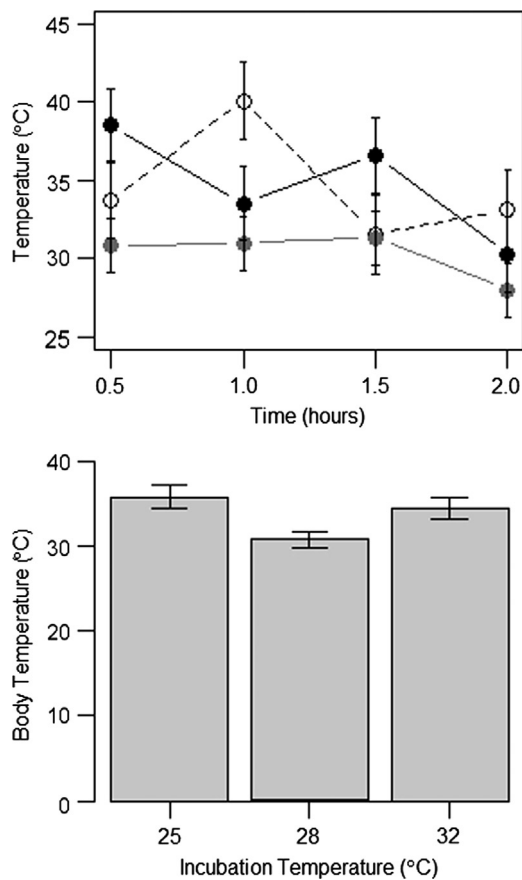 45
40
35
30
25
Temperature (°C)
0.5 1.0 1.5 2.0
Time (hours)
40
30
20
10
0
Body Temperature (°C)
25 28 32
Incubation Temperature (°C)